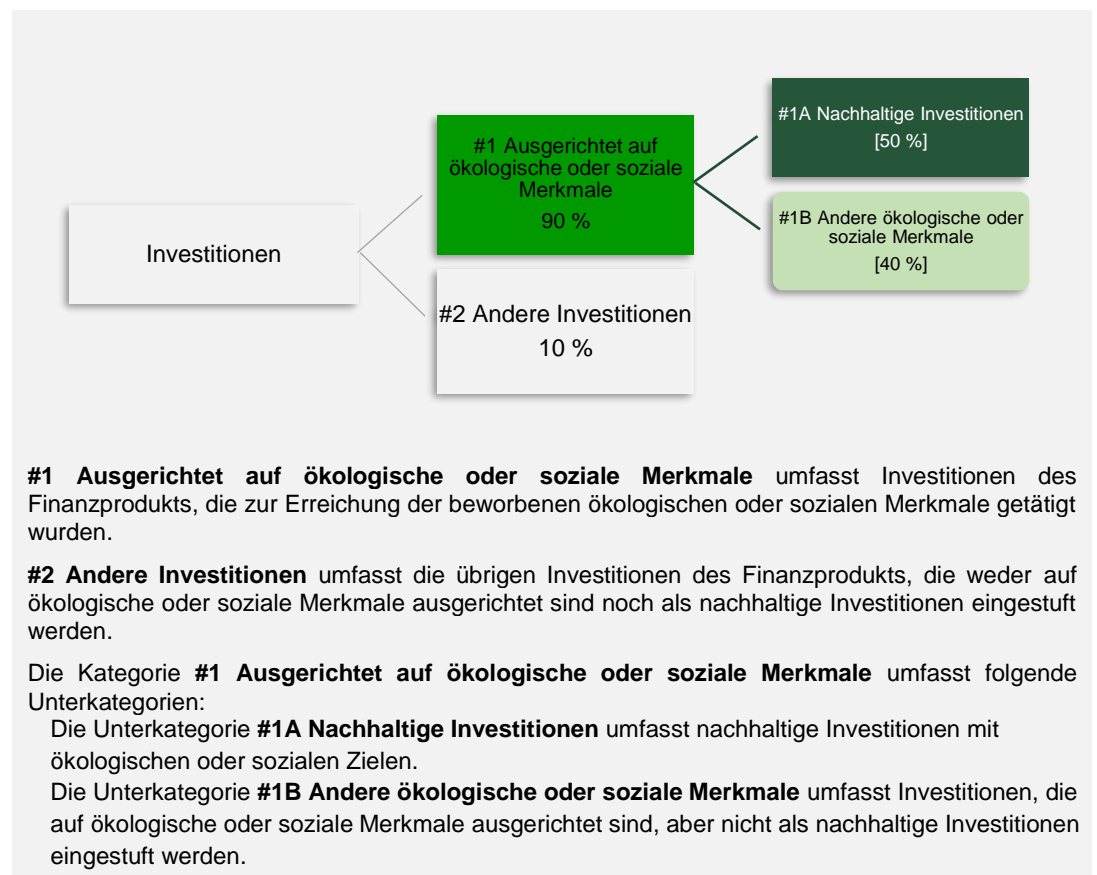 Investitionen
#1 Ausgerichtet auf
ökologische oder soziale
Merkmale
90 %
#2 Andere Investitionen
10 %
#1A Nachhaltige Investitionen
[50 %]
#1B Andere ökologische oder
soziale Merkmale
[40 %]
#1 Ausgerichtet auf ökologische oder soziale Merkmale umfasst Investitionen des
Finanzprodukts, die zur Erreichung der beworbenen ökologischen oder sozialen Merkmale getätigt
wurden.
#2 Andere Investitionen umfasst die übrigen Investitionen des Finanzprodukts, die weder auf
ökologische oder soziale Merkmale ausgerichtet sind noch als nachhaltige Investitionen eingestuft
werden.
Die Kategorie #1 Ausgerichtet auf ökologische oder soziale Merkmale umfasst folgende
Unterkategorien:
Die Unterkategorie #1A Nachhaltige Investitionen umfasst nachhaltige Investitionen mit
ökologischen oder sozialen Zielen.
Die Unterkategorie #1B Andere ökologische oder soziale Merkmale umfasst Investitionen, die
auf ökologische oder soziale Merkmale ausgerichtet sind, aber nicht als nachhaltige Investitionen
eingestuft werden.